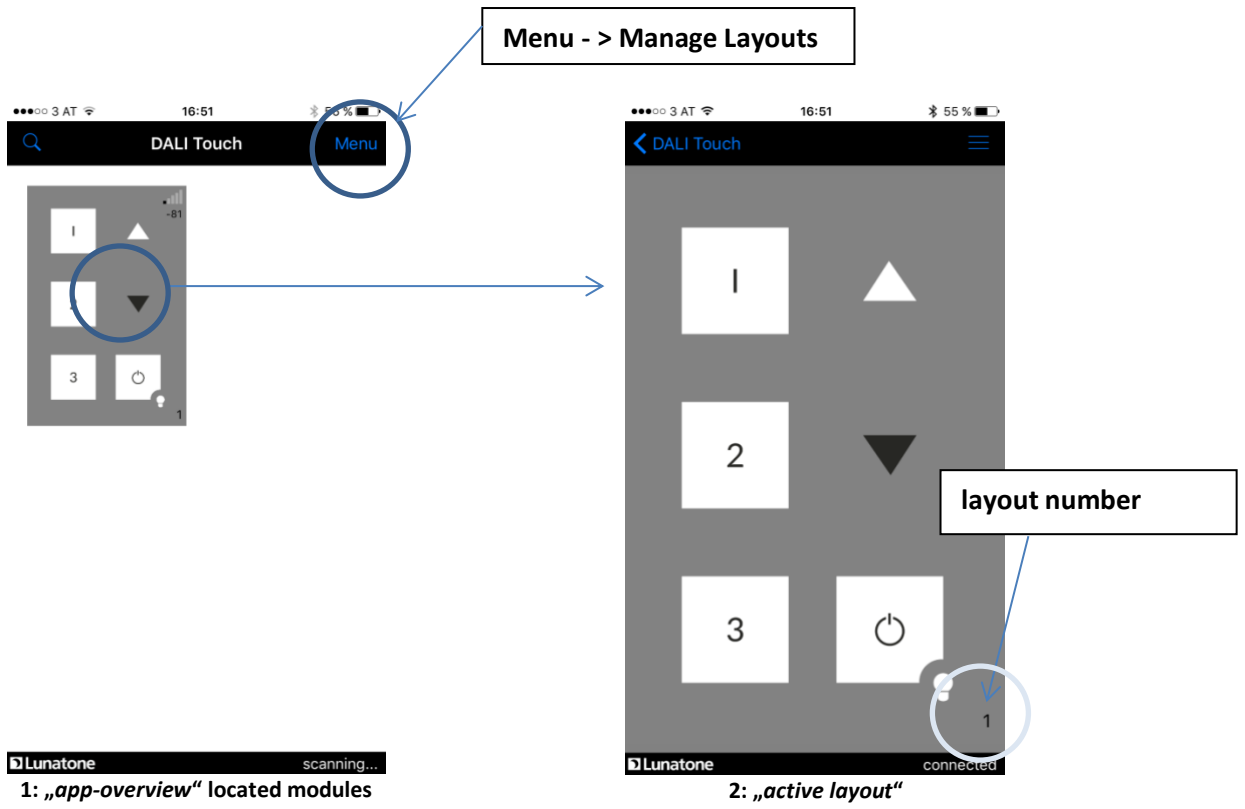 Menu - > Manage Layouts
●●●○○ 3 AT 16:51
DALI Touch Menu
-81
I
2
3
1
Lunatone scanning...
1: „app-overview“ located modules
●●●○○ 3 AT 16:51 55 %
DALI Touch
I
2
layout number
3
1
Lunatone connected
2: „active layout“